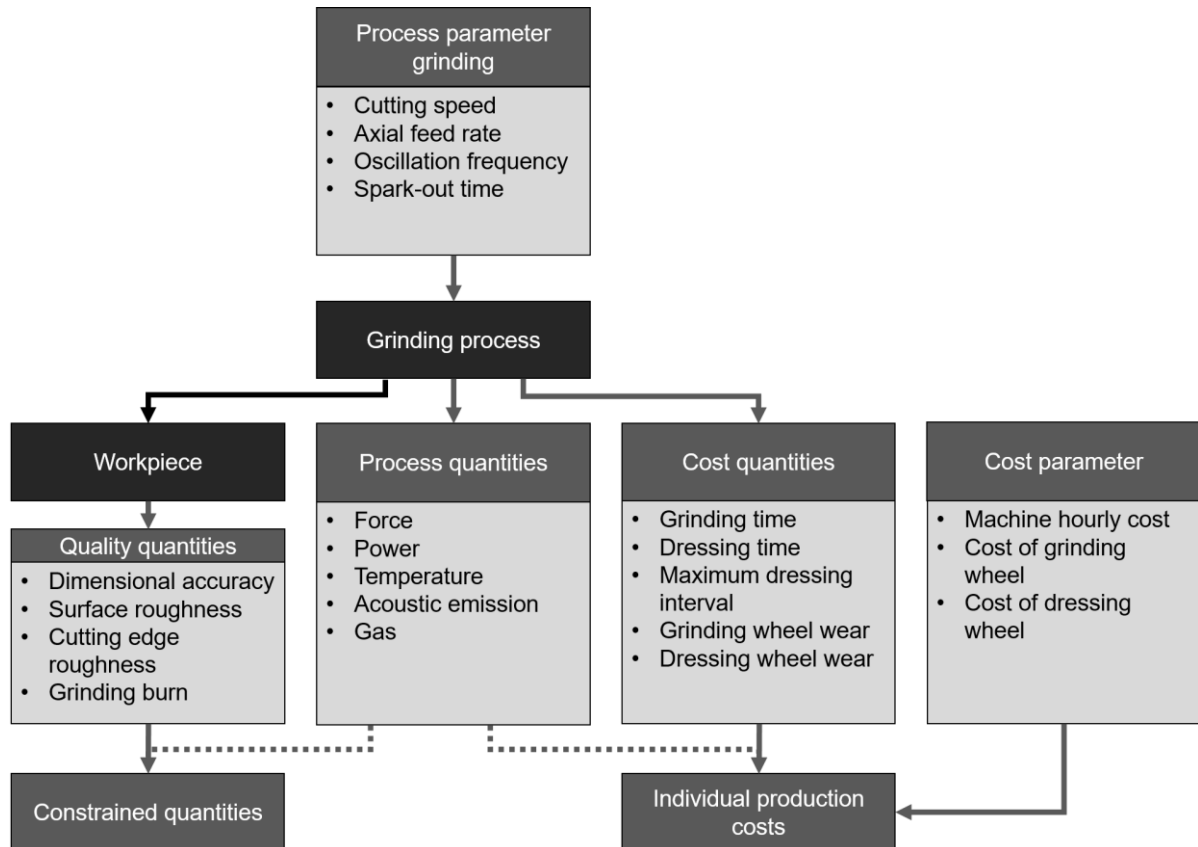 Process parameter
grinding
• Cutting speed
• Axial feed rate
• Oscillation frequency
• Spark-out time
Grinding process
Workpiece
Quality quantities
• Dimensional accuracy
• Surface roughness
• Cutting edge
roughness
• Grinding burn
Process quantities
• Force
• Power
• Temperature
• Acoustic emission
• Gas
Cost quantities
• Grinding time
• Dressing time
• Maximum dressing
interval
• Grinding wheel wear
• Dressing wheel wear
Cost parameter
• Machine hourly cost
• Cost of grinding
wheel
• Cost of dressing
wheel
Constrained quantities
Individual production
costs